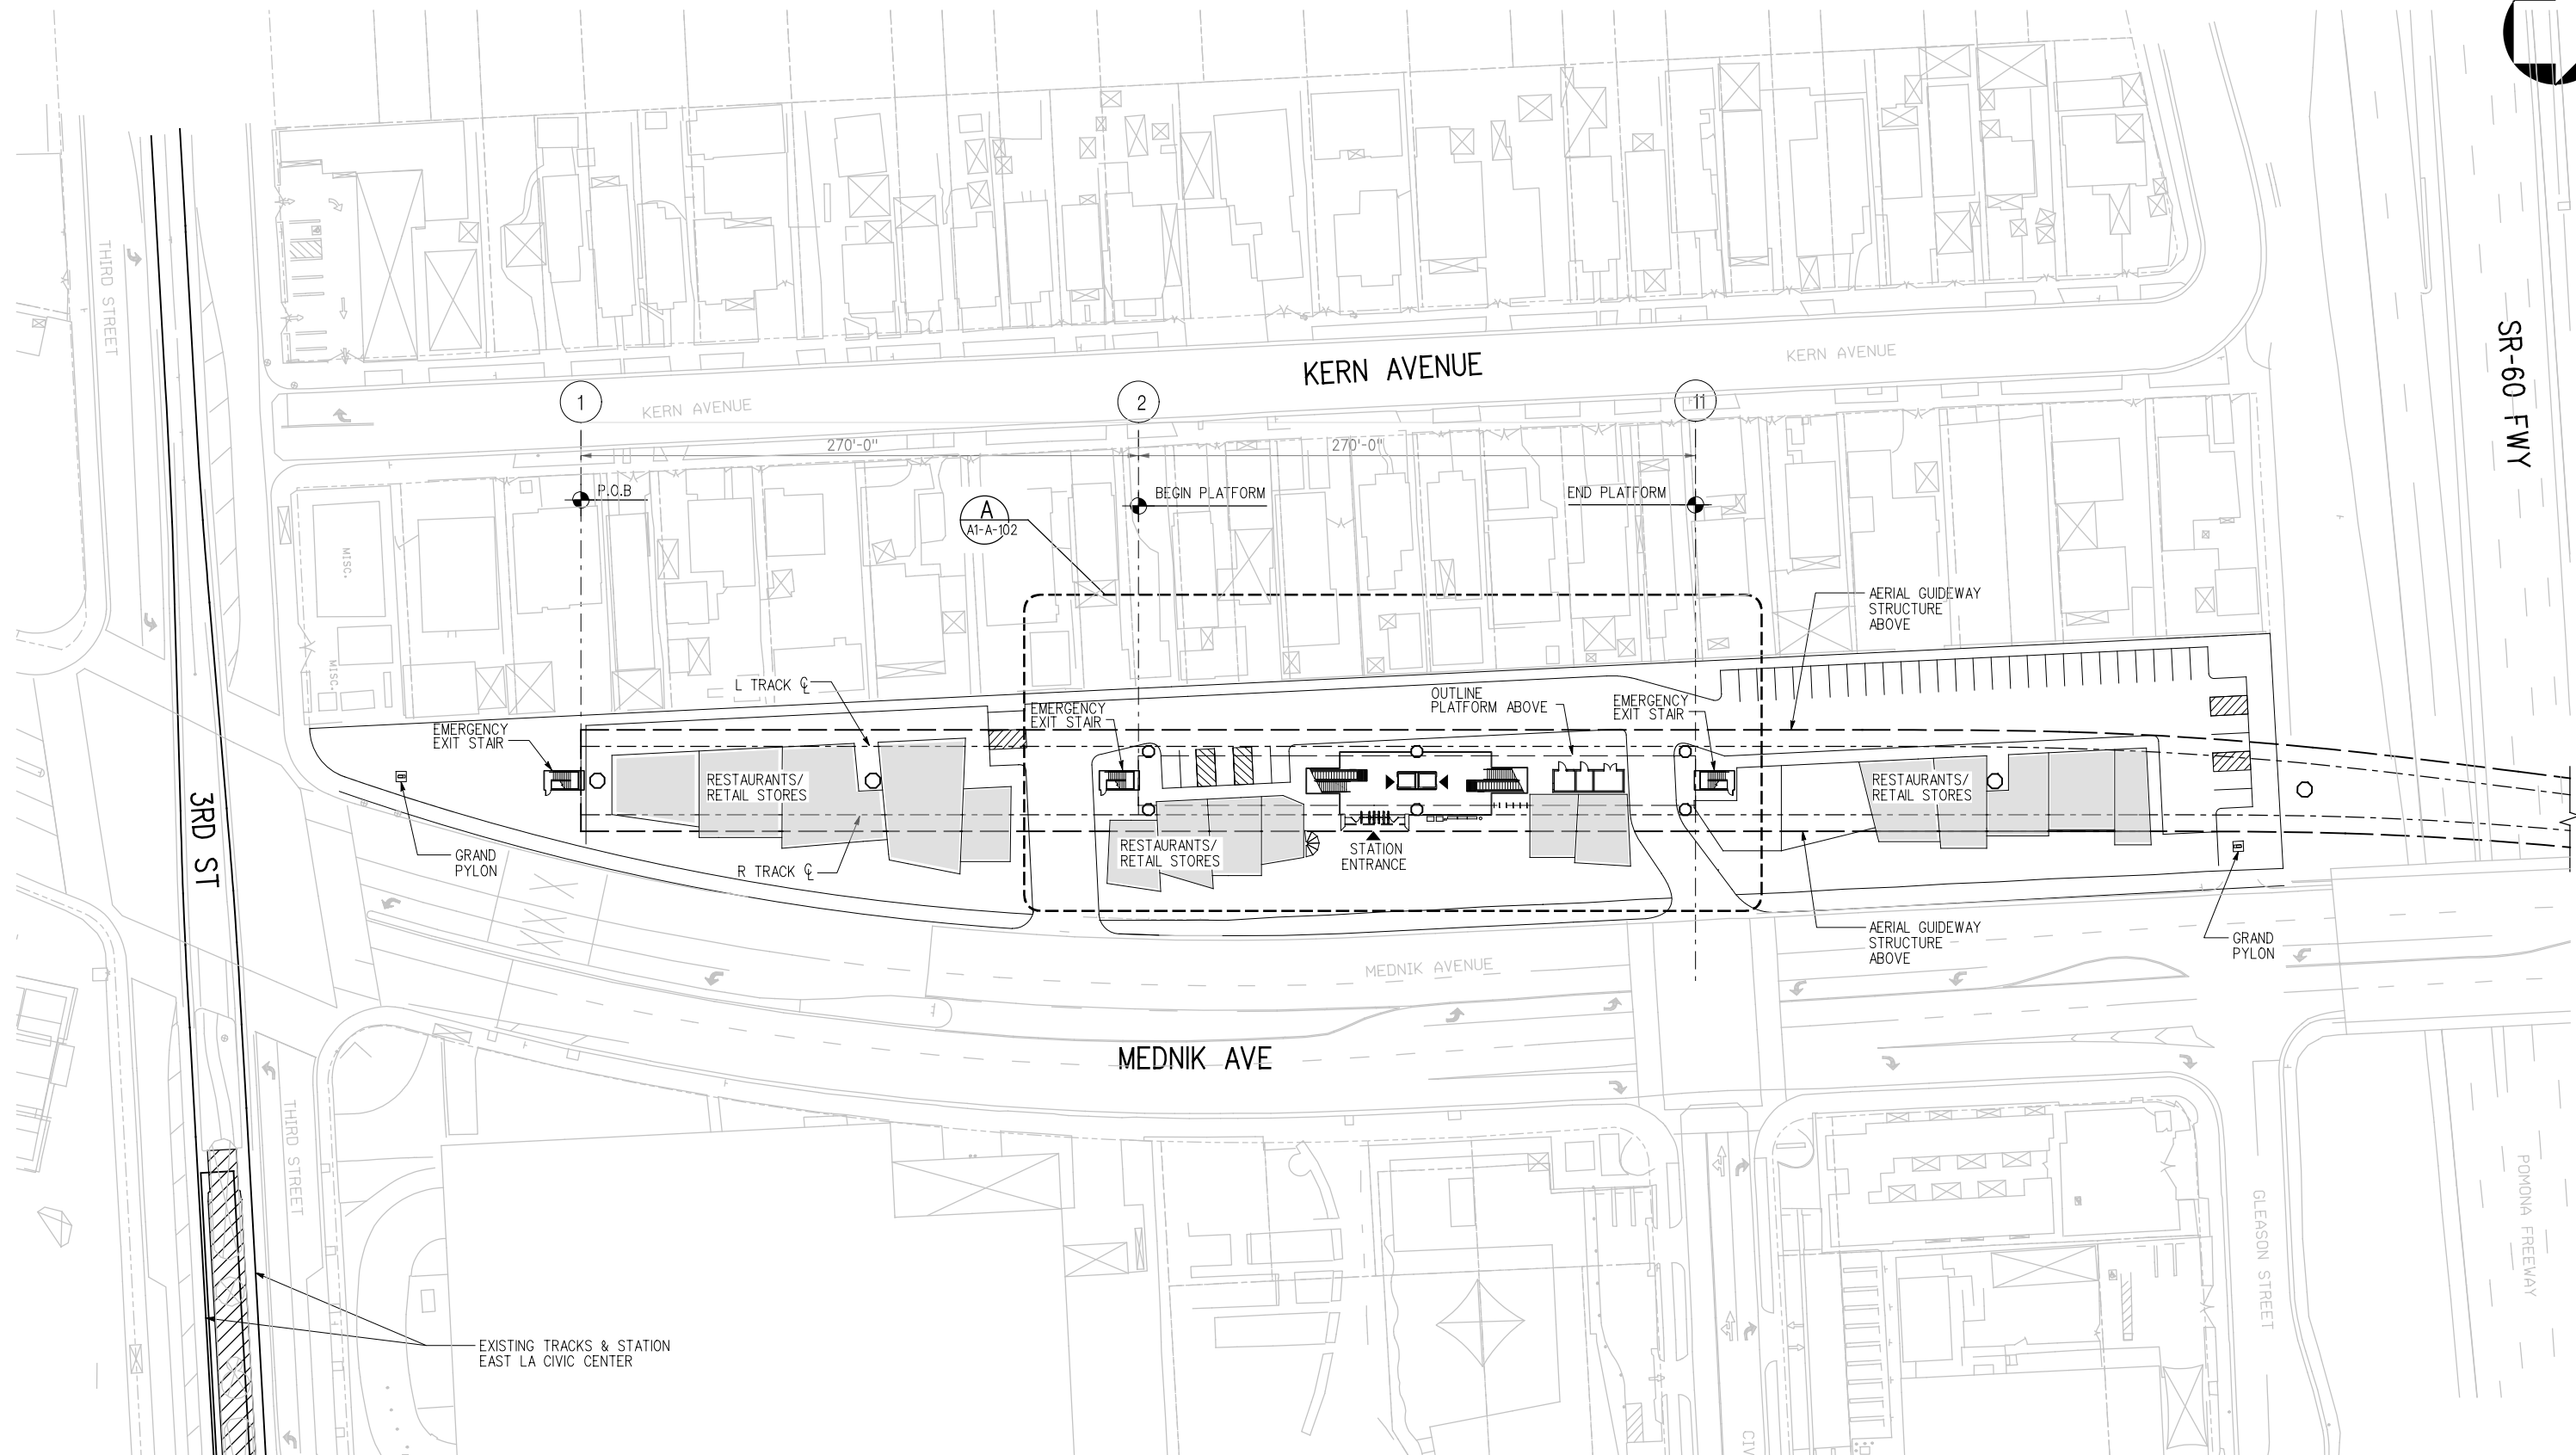 THIRD STREET
KERN AVENUE
KERN AVENUE
SR-60 FWY
1
2
11
KERN AVENUE
270'-0"
270'-0"
P.O.B
BEGIN PLATFORM
END PLATFORM
A
A1-A-102
MISC.
MISC.
AERIAL GUIDEWAY
STRUCTURE
ABOVE
L TRACK ℄
OUTLINE
PLATFORM ABOVE
EMERGENCY
EXIT STAIR
EMERGENCY
EXIT STAIR
EMERGENCY
EXIT STAIR
RESTAURANTS/
RETAIL STORES
RESTAURANTS/
RETAIL STORES
3RD ST
RESTAURANTS/
RETAIL STORES
STATION
ENTRANCE
GRAND
PYLON
R TRACK ℄
AERIAL GUIDEWAY
STRUCTURE
ABOVE
GRAND
PYLON
MEDNIK AVENUE
MEDNIK AVE
THIRD STREET
POMONA FREEWAY
GLEASON STREET
EXISTING TRACKS & STATION
EAST LA CIVIC CENTER
CIV